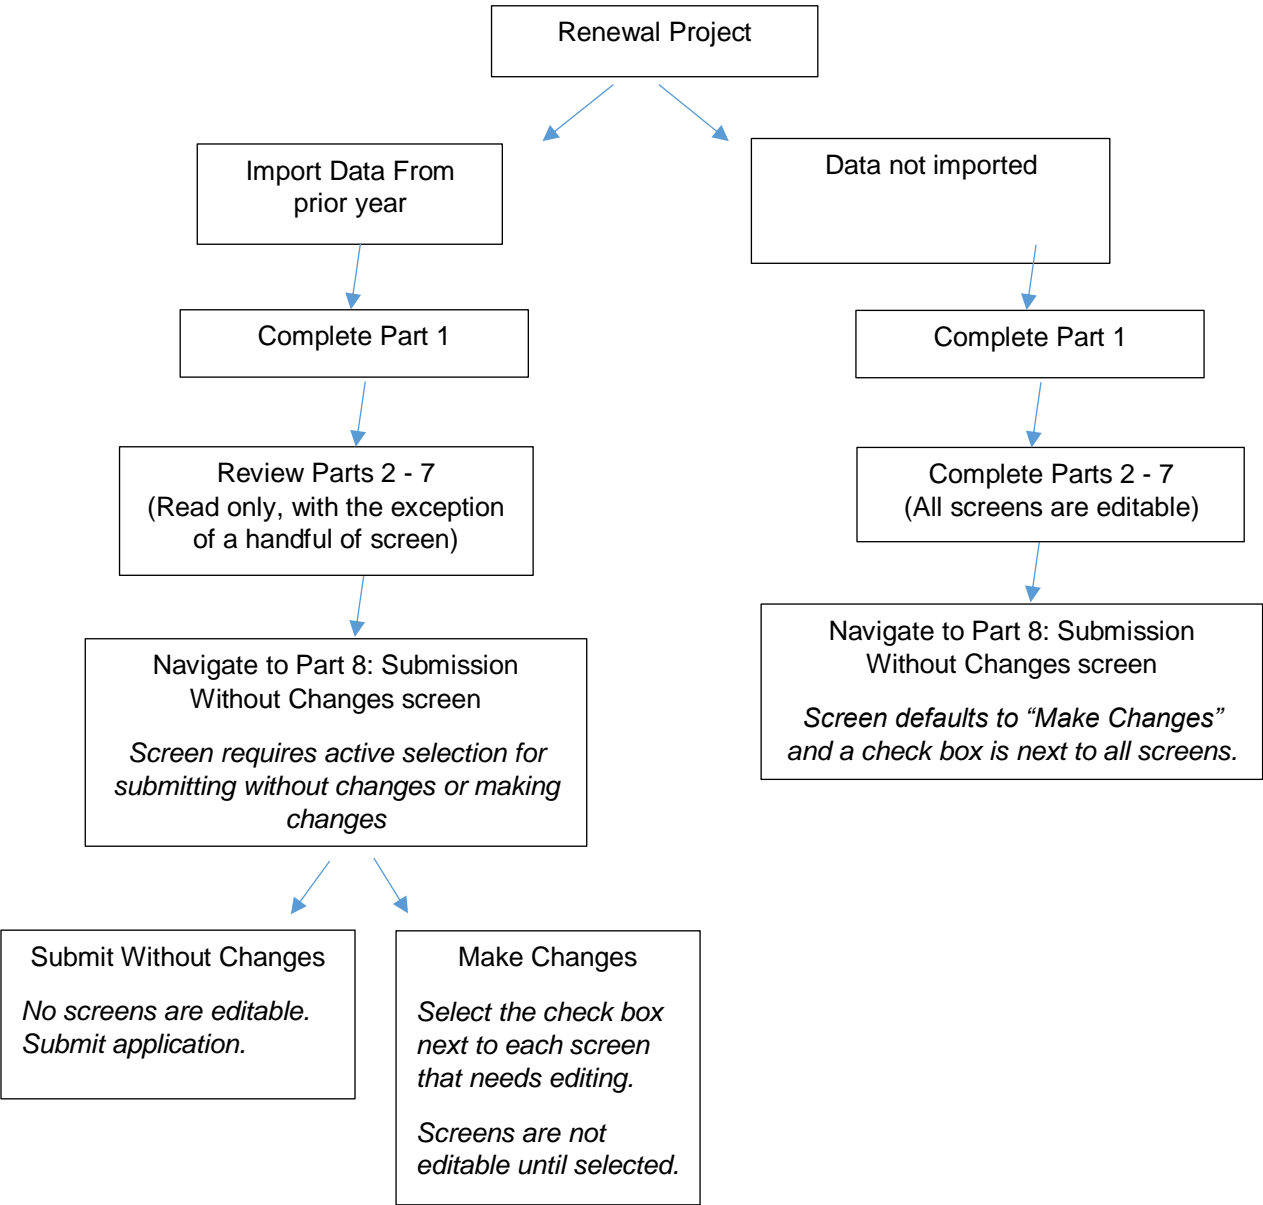 Renewal Project
Import Data From
prior year
Data not imported
Complete Part 1
Complete Part 1
Review Parts 2 - 7
(Read only, with the exception
of a handful of screen)
Complete Parts 2 - 7
(All screens are editable)
Navigate to Part 8: Submission
Without Changes screen
Screen requires active selection for
submitting without changes or making
changes
Navigate to Part 8: Submission
Without Changes screen
Screen defaults to “Make Changes”
and a check box is next to all screens.
Submit Without Changes
No screens are editable.
Submit application.
Make Changes
Select the check box
next to each screen
that needs editing.
Screens are not
editable until selected.